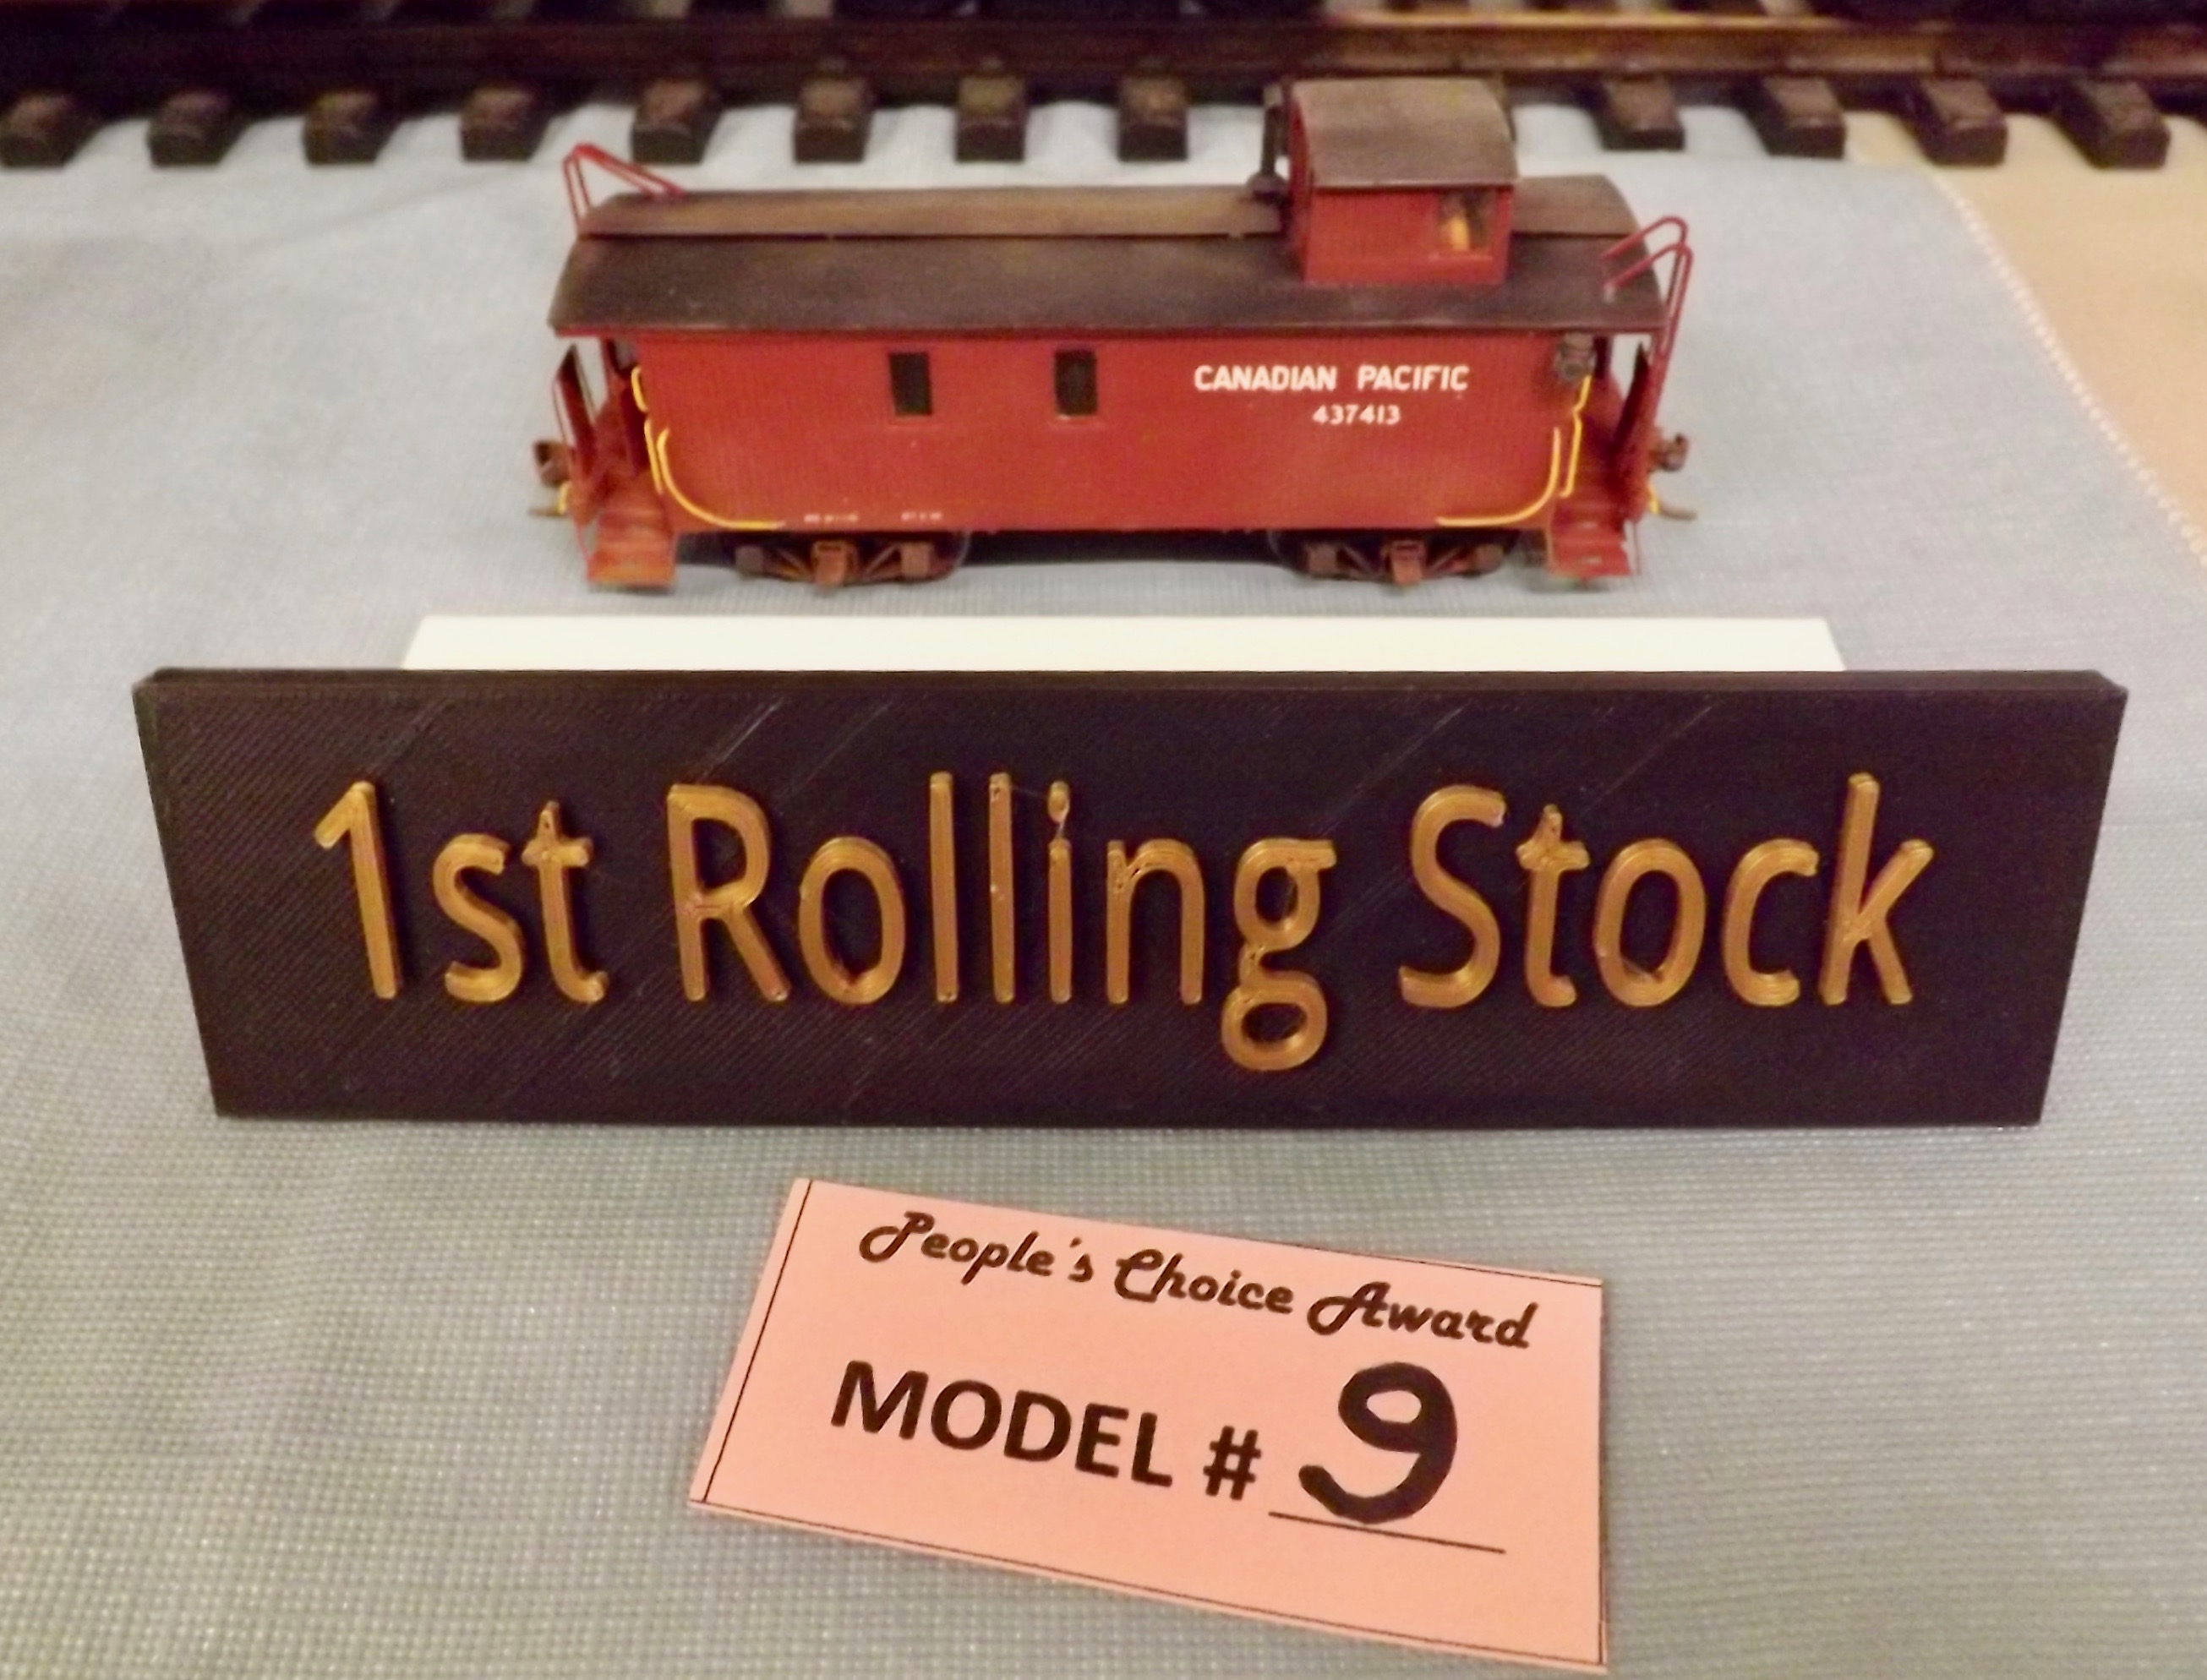 CANADIAN PACIFIC
437413
1st Rolling Stock
People's Choice Award
MODEL # 9